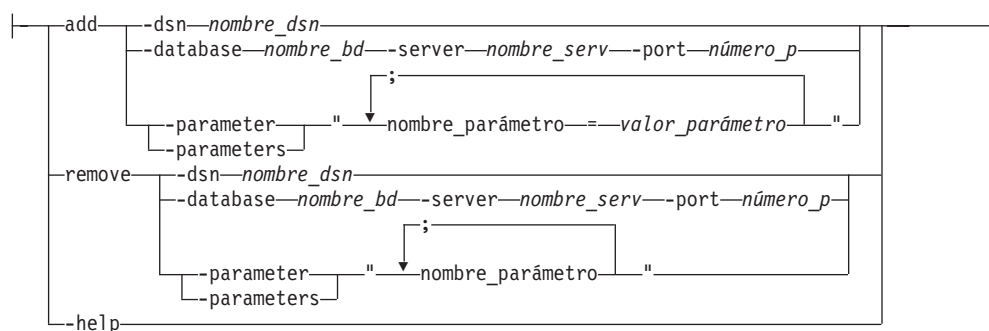 add -dsn nombre_dsn
-database nombre_bd -server nombre_serv -port número_p
;
-parameter " nombre_parámetro = valor_parámetro "
-parameters
remove -dsn nombre_dsn
-database nombre_bd -server nombre_serv -port número_p
;
-parameter " nombre_parámetro "
-parameters
-help